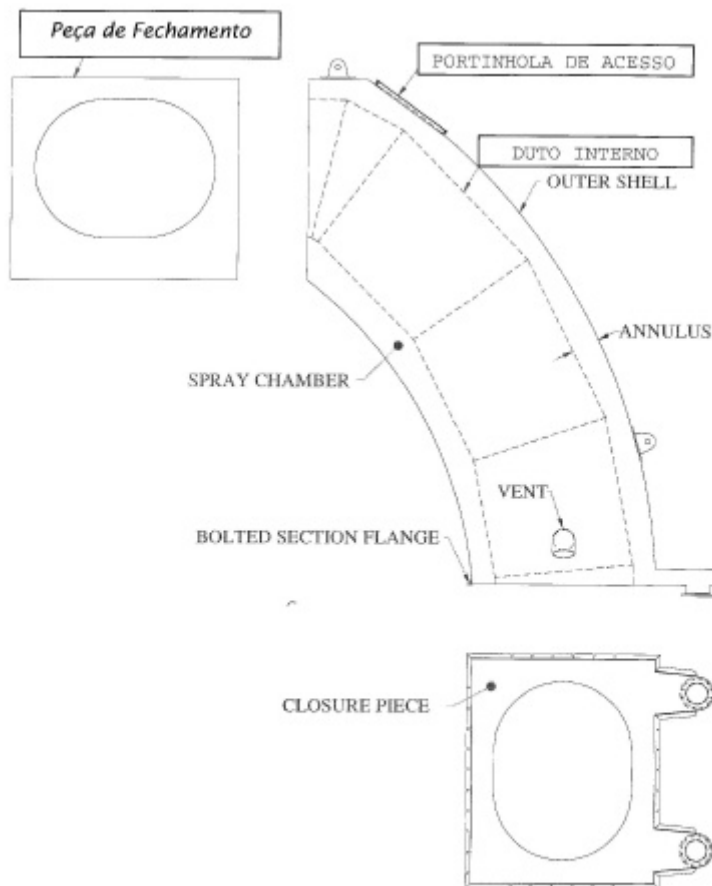 Peça de Fechamento
PORTINHOLA DE ACESSO
DUTO INTERNO
OUTER SHELL
ANNULUS
SPRAY CHAMBER
VENT
BOLTED SECTION FLANGE
CLOSURE PIECE